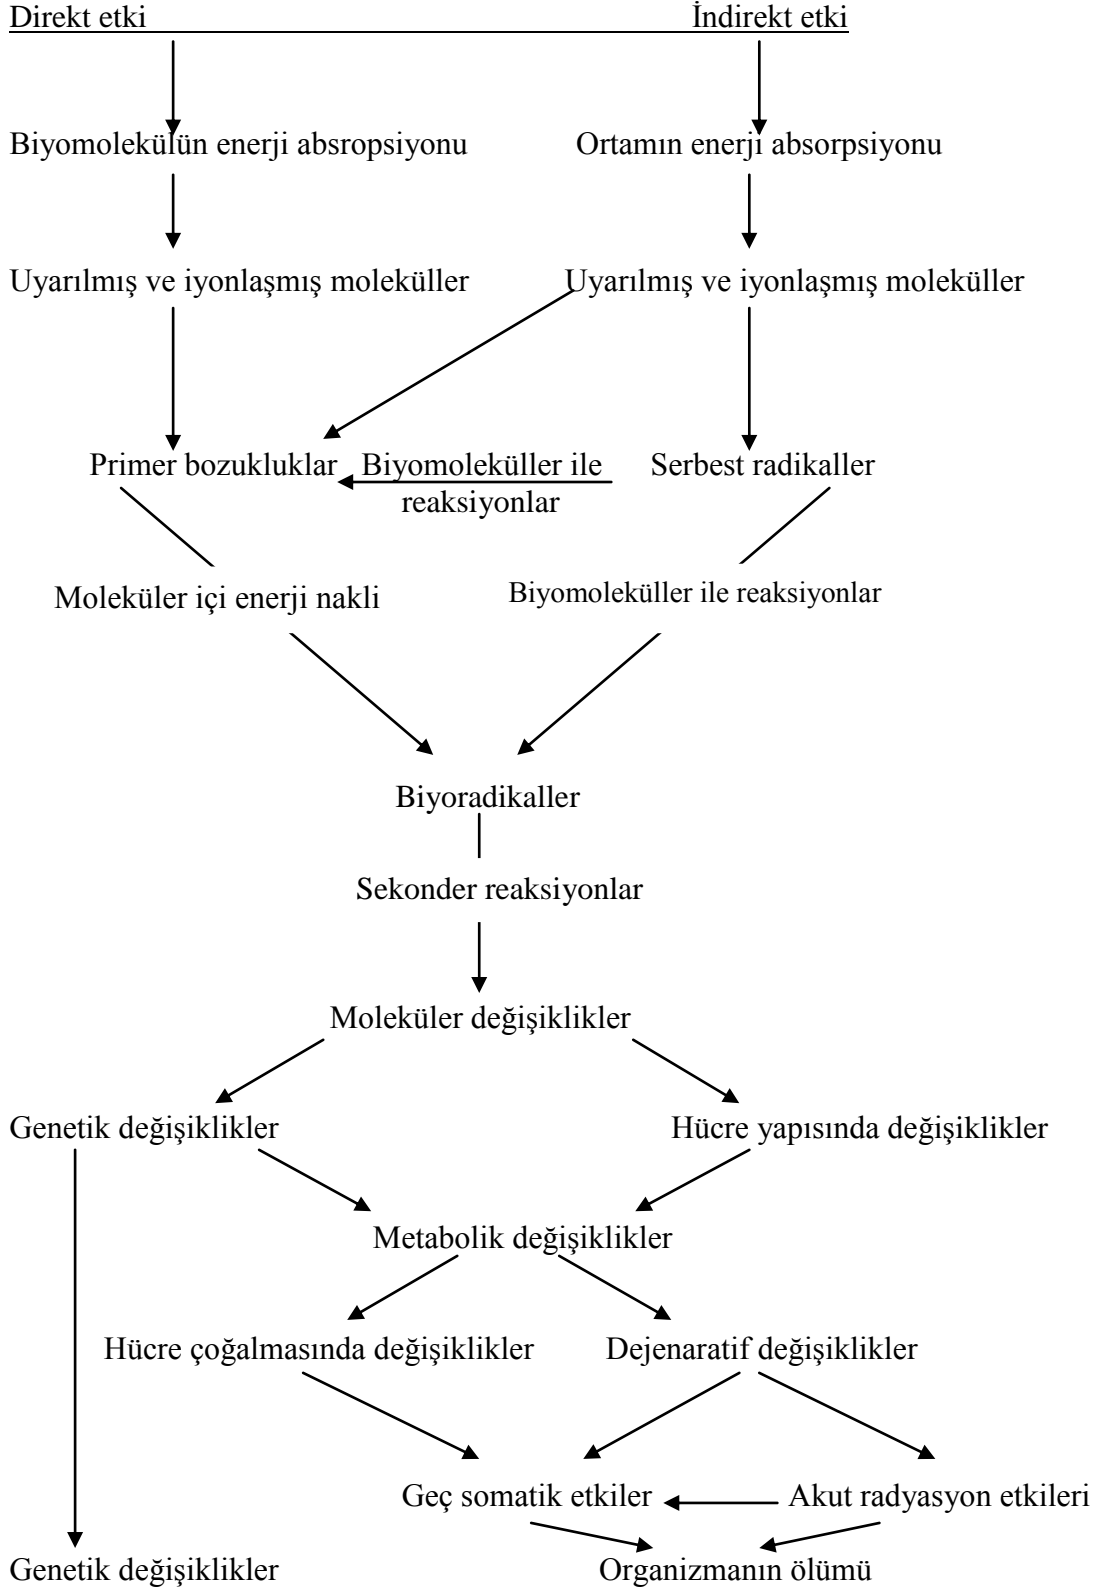 Direkt etki İndirekt etki
Biyomolekülün enerji absropsiyonu Ortamın enerji absorpsiyonu
Uyarılmış ve iyonlaşmış moleküller Uyarılmış ve iyonlaşmış moleküller
Primer bozukluklar Biyomoleküller ile Serbest radikaller
reaksiyonlar
Moleküler içi enerji nakli Biyomoleküller ile reaksiyonlar
Biyoradikaller
Sekonder reaksiyonlar
Moleküler değişiklikler
Genetik değişiklikler Hücre yapısında değişiklikler
Metabolik değişiklikler
Hücre çoğalmasında değişiklikler Dejenaratif değişiklikler
Geç somatik etkiler Akut radyasyon etkileri
Genetik değişiklikler Organizmanın ölümü